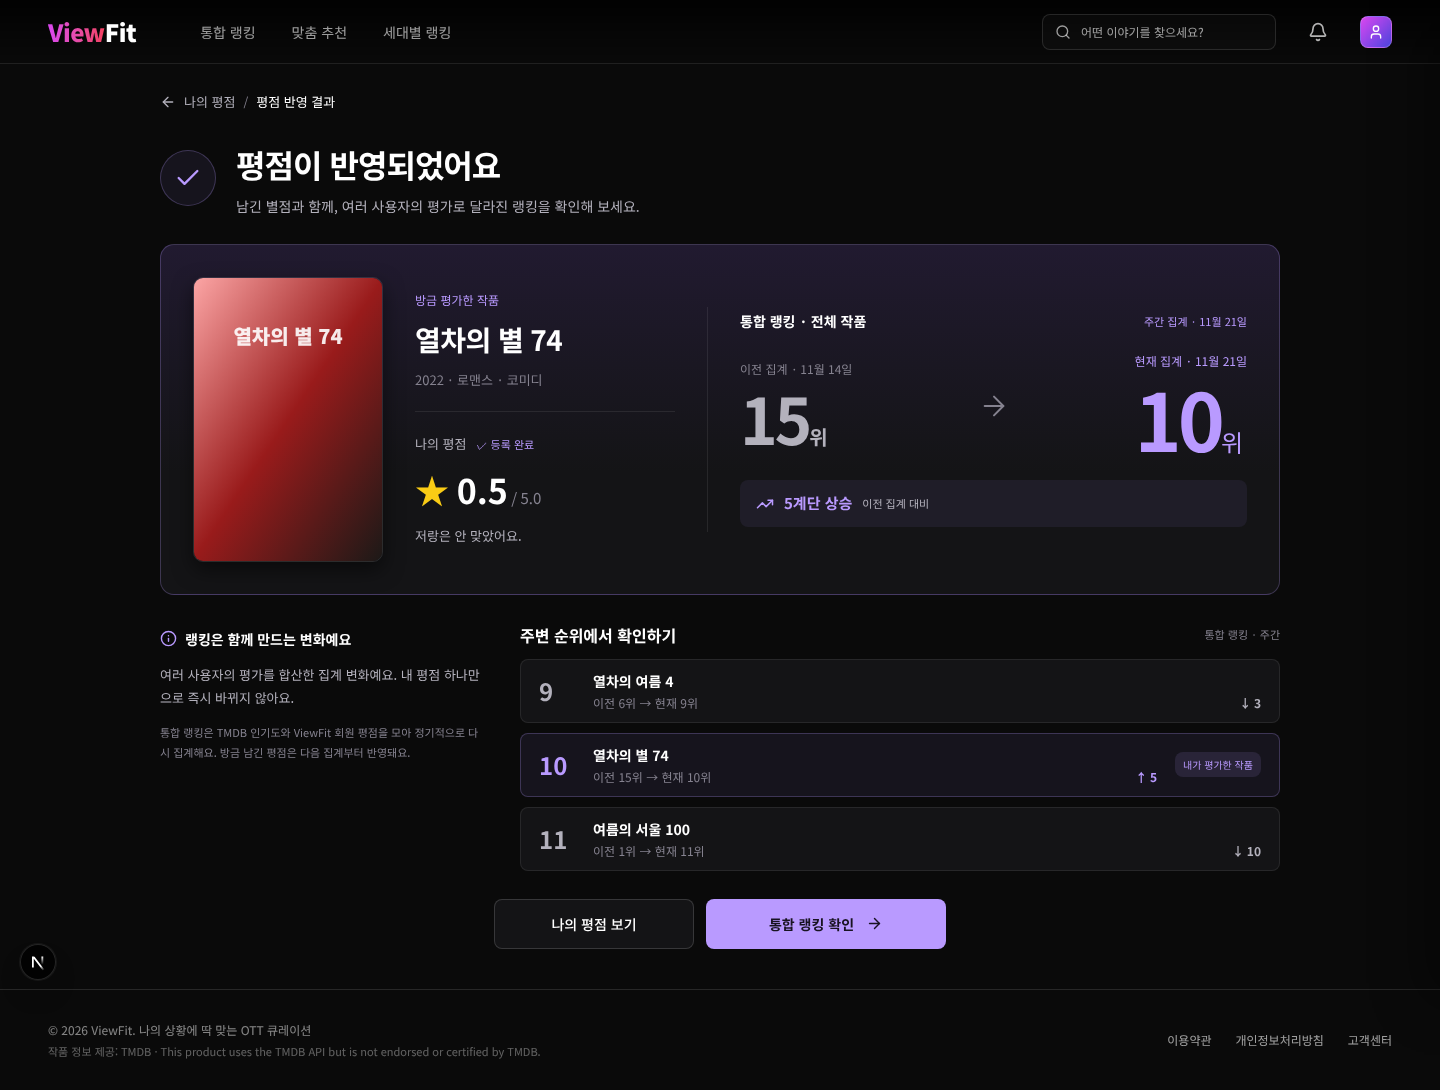 ViewFit
통합 랭킹
맞춤 추천
세대별 랭킹
어떤 이야기를 찾으세요?
나의 평점 / 평점 반영 결과
평점이 반영되었어요
남긴 별점과 함께, 여러 사용자의 평가로 달라진 랭킹을 확인해 보세요.
열차의 별 74
방금 평가한 작품
열차의 별 74
2022 · 로맨스 · 코미디
나의 평점 ✓ 등록 완료
★ 0.5 / 5.0
저랑은 안 맞았어요.
통합 랭킹 · 전체 작품
주간 집계 · 11월 21일
이전 집계 · 11월 14일
15위
→
현재 집계 · 11월 21일
10위
5계단 상승 이전 집계 대비
랭킹은 함께 만드는 변화예요
여러 사용자의 평가를 합산한 집계 변화예요. 내 평점 하나만
으로 즉시 바뀌지 않아요.
통합 랭킹은 TMDB 인기도와 ViewFit 회원 평점을 모아 정기적으로 다
시 집계해요. 방금 남긴 평점은 다음 집계부터 반영돼요.
주변 순위에서 확인하기
통합 랭킹 · 주간
9
열차의 여름 4
이전 6위 → 현재 9위
↓ 3
10
열차의 별 74
이전 15위 → 현재 10위
↑ 5
내가 평가한 작품
11
여름의 서울 100
이전 1위 → 현재 11위
↓ 10
나의 평점 보기
통합 랭킹 확인 →
N
© 2026 ViewFit. 나의 상황에 딱 맞는 OTT 큐레이션
작품 정보 제공: TMDB · This product uses the TMDB API but is not endorsed or certified by TMDB.
이용약관
개인정보처리방침
고객센터